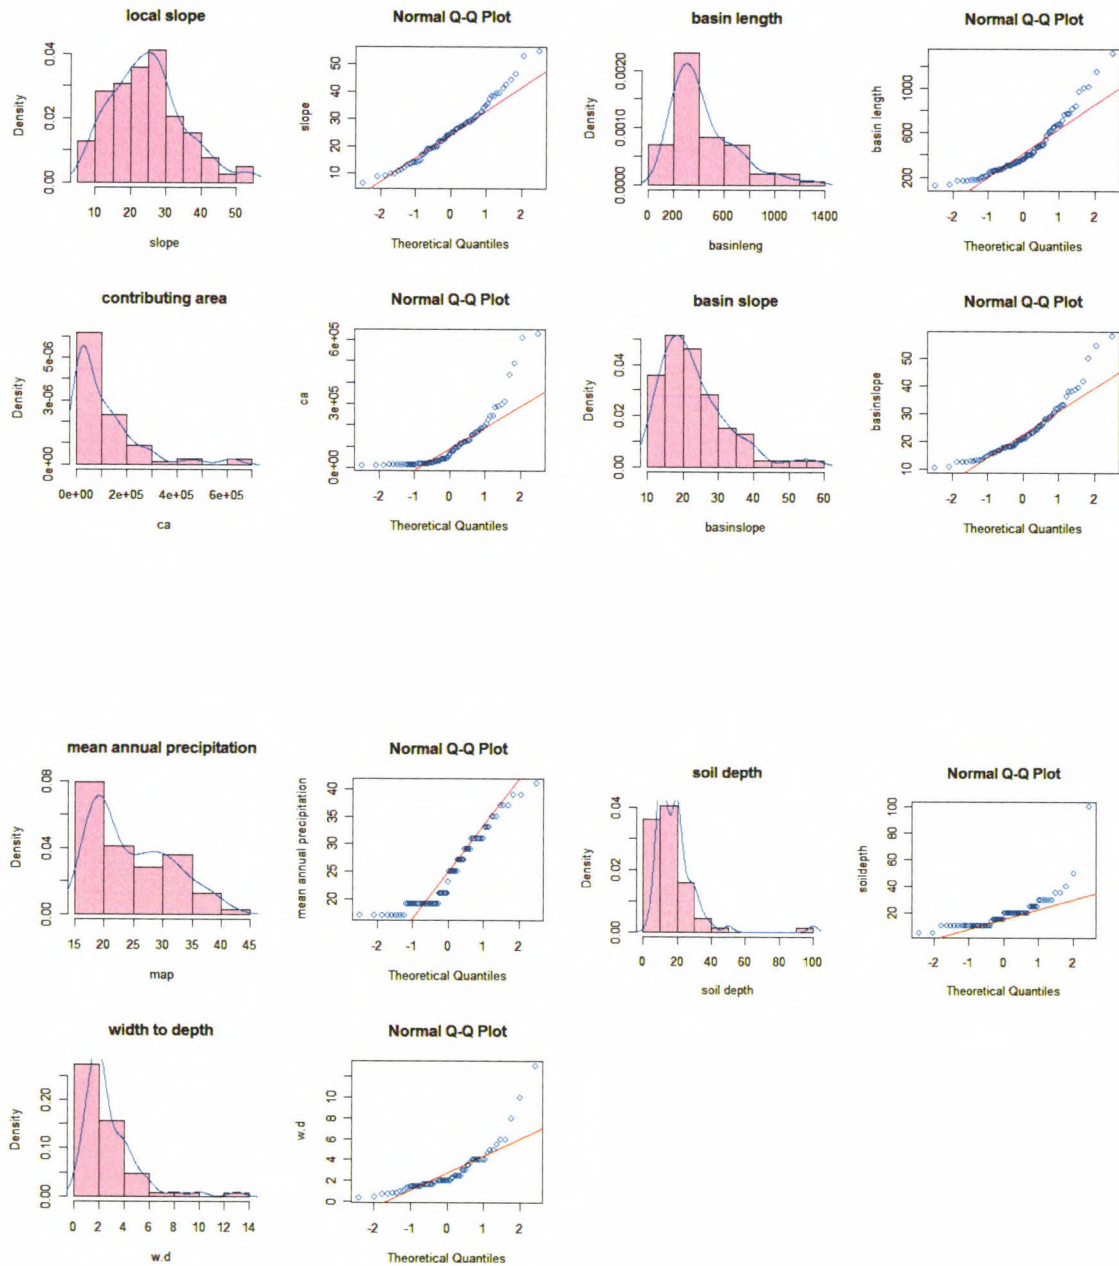 local slope
Density
0.00 0.02 0.04
10 20 30 40 50
slope
Normal Q-Q Plot
slope
10 20 30 40 50
-2 -1 0 1 2
Theoretical Quantiles
basin length
Density
0.0000 0.0010 0.0020
0 200 600 1000 1400
basinleng
Normal Q-Q Plot
basin length
200 600 1000
-2 -1 0 1 2
Theoretical Quantiles
contributing area
Density
0e+00 3e-06 5e-06
0e+00 2e+05 4e+05 6e+05
ca
Normal Q-Q Plot
ca
0e+00 3e+05 6e+05
-2 -1 0 1 2
Theoretical Quantiles
basin slope
Density
0.00 0.02 0.04
10 20 30 40 50 60
basinslope
Normal Q-Q Plot
basinslope
10 20 30 40 50
-2 -1 0 1 2
Theoretical Quantiles
mean annual precipitation
Density
0.00 0.04 0.08
15 20 25 30 35 40 45
map
Normal Q-Q Plot
mean annual precipitation
20 25 30 35 40
-2 -1 0 1 2
Theoretical Quantiles
soil depth
Density
0.00 0.02 0.04
0 20 40 60 80 100
soil depth
Normal Q-Q Plot
soildepth
20 40 60 80 100
-2 -1 0 1 2
Theoretical Quantiles
width to depth
Density
0.00 0.10 0.20
0 2 4 6 8 10 12 14
w.d
Normal Q-Q Plot
w.d
0 2 4 6 8 10
-2 -1 0 1 2
Theoretical Quantiles